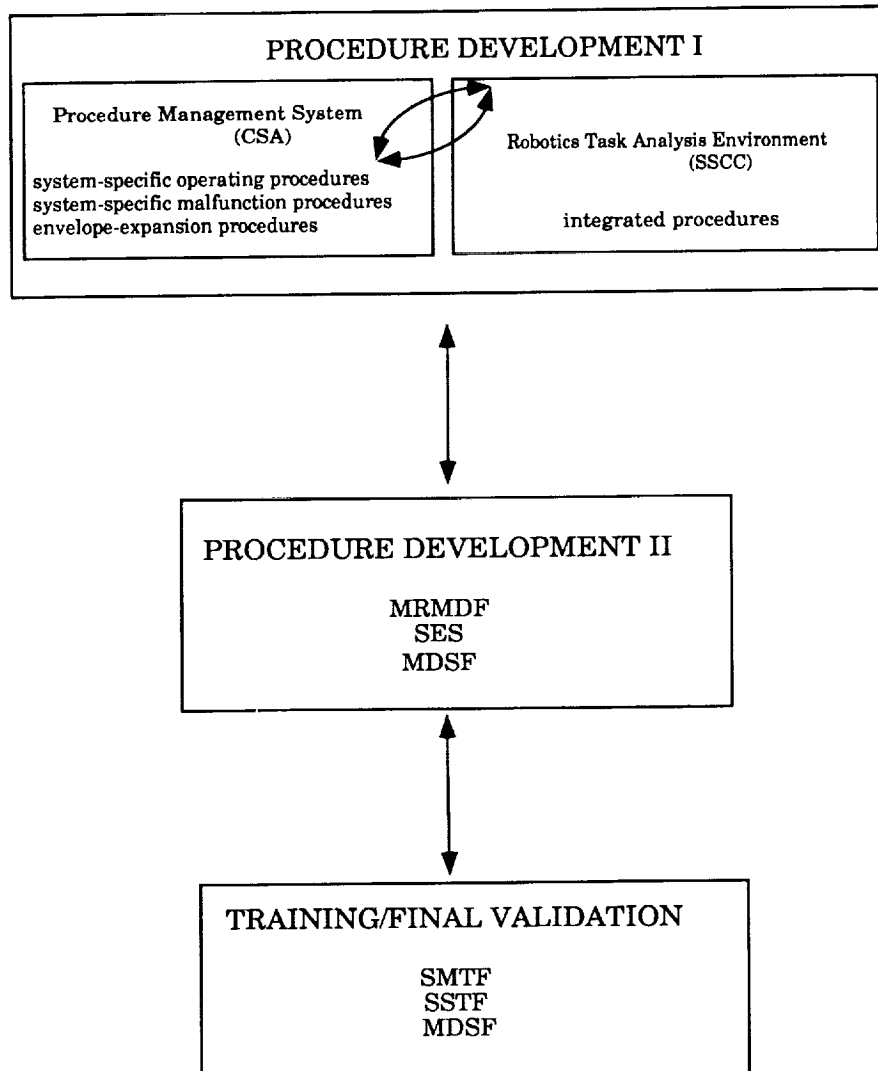 PROCEDURE DEVELOPMENT I
Procedure Management System
(CSA)
system-specific operating procedures
system-specific malfunction procedures
envelope-expansion procedures
Robotics Task Analysis Environment
(SSCC)
integrated procedures
PROCEDURE DEVELOPMENT II
MRMDF
SES
MDSF
TRAINING/FINAL VALIDATION
SMTF
SSTF
MDSF